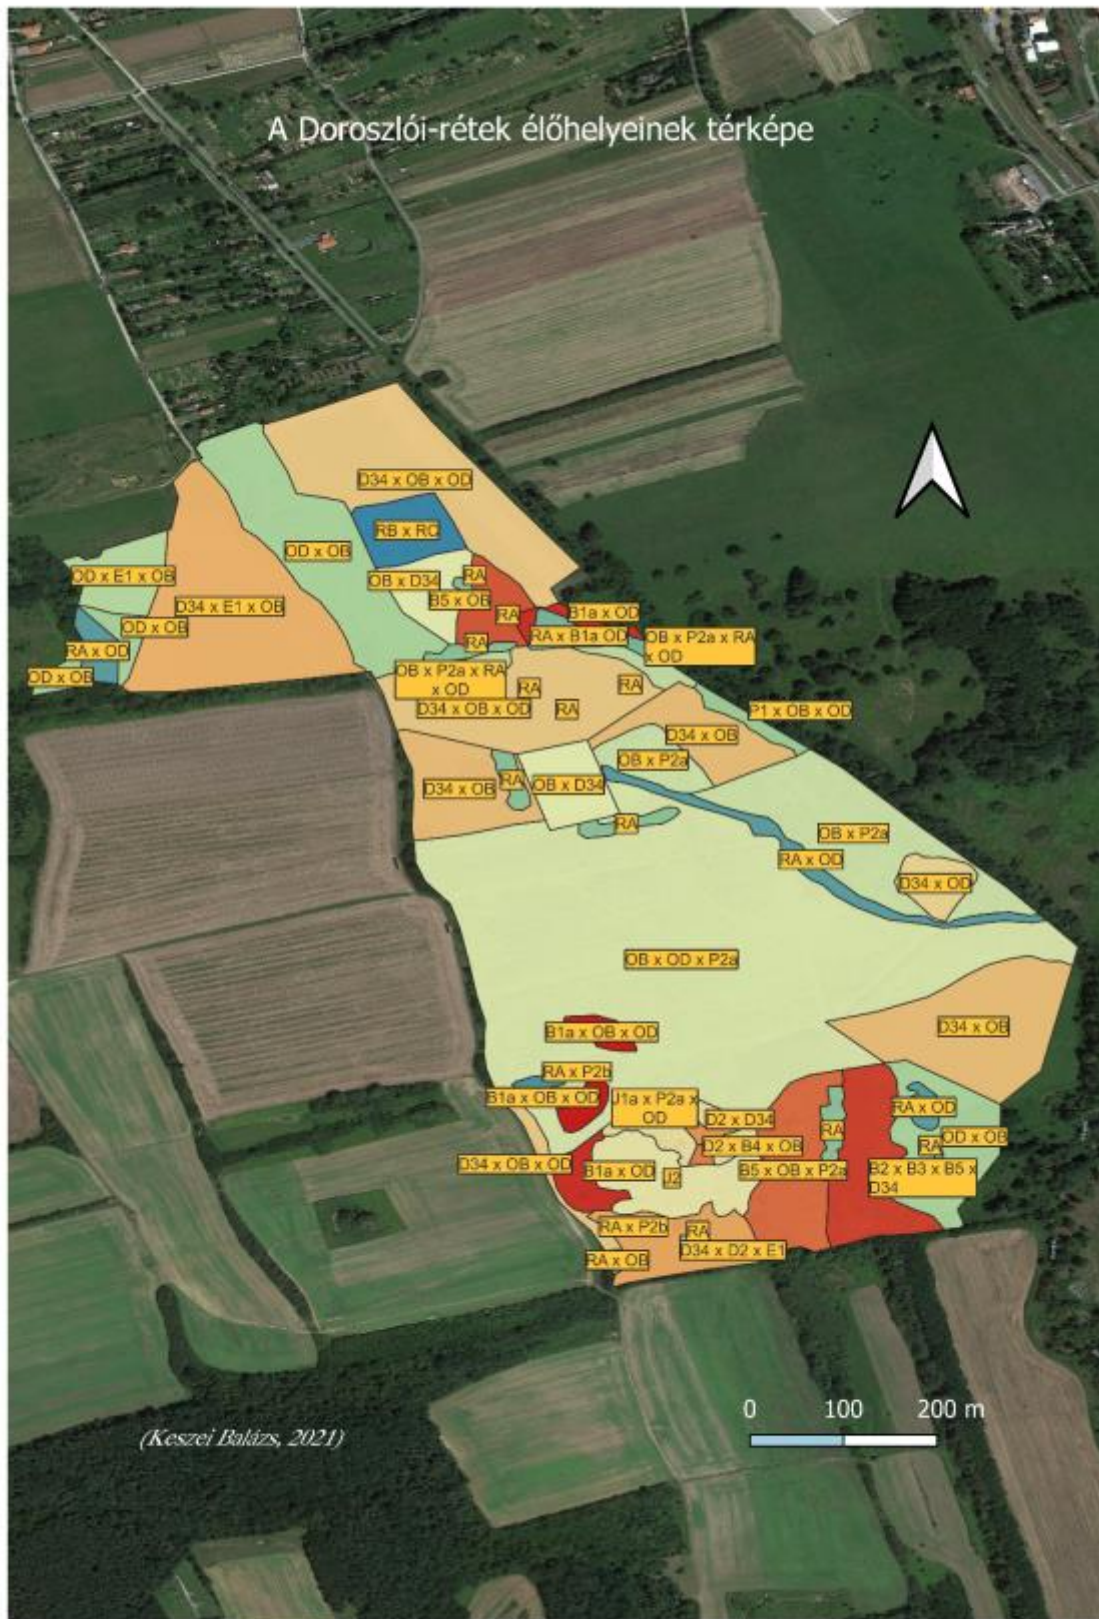 A Doroszlói-rétek élőhelyeinek térképe
D34 x OB x OD
RB x RC
OD x OB
OB x D34
RA
OD x E1 x OB
B5 x OB
D34 x E1 x OB
RA
B1a x OD
OD x OB
RA x B1a OD
RA
OB x P2a x RA
x OD
RA x OD
OD x OB
OB x P2a x RA
x OD
RA
RA
D34 x OB x OD
RA
P1 x OB x OD
D34 x OB
OB x P2a
D34 x OB
RA
OB x D34
RA
OB x P2a
RA x OD
D34 x OD
OB x OD x P2a
D34 x OB
B1a x OB x OD
RA x P2b
B1a x OB x OD
J1a x P2a x
OD
RA x OD
D2 x D34
RA
OD x OB
D2 x B4 x OB
RA
D34 x OB x OD
B1a x OD
J2
B5 x OB x P2a
B2 x B3 x B5 x
D34
RA x P2b
RA
D34 x D2 x E1
RA x OB
0 100 200 m
(Keszei Balázs, 2021)